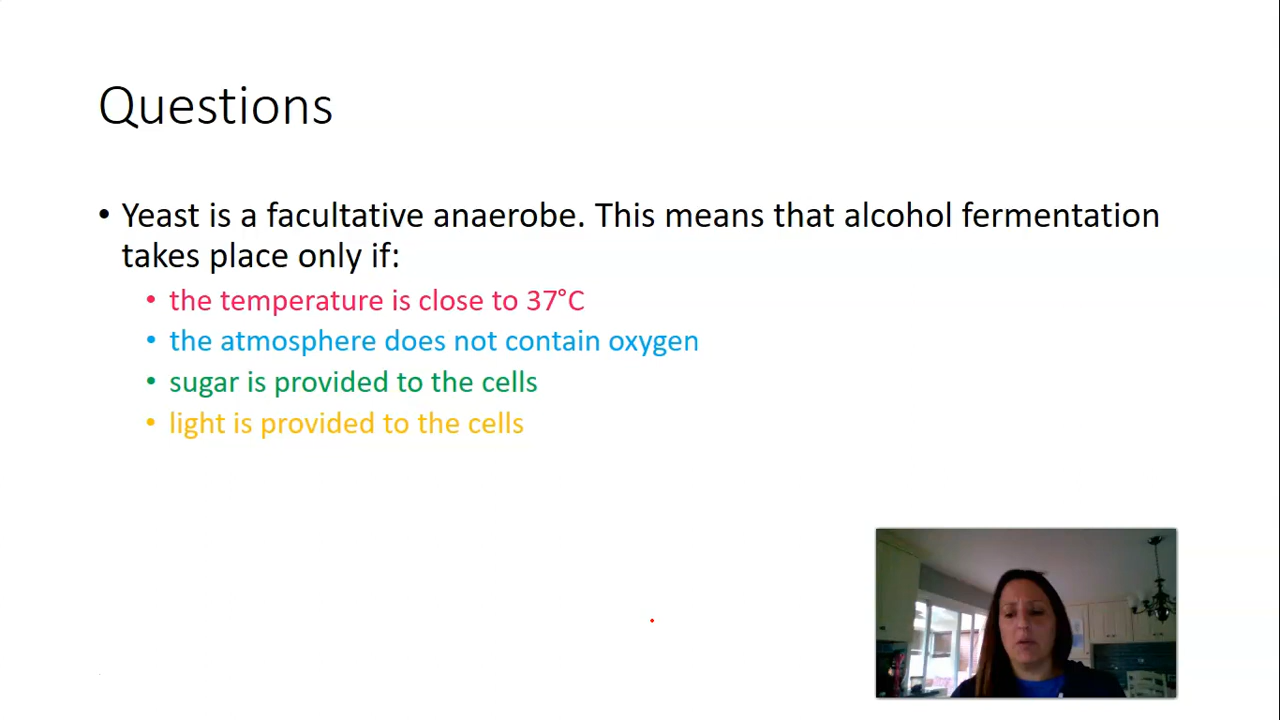 Questions
• Yeast is a facultative anaerobe. This means that alcohol fermentation
takes place only if:
• the temperature is close to 37°C
• the atmosphere does not contain oxygen
• sugar is provided to the cells
• light is provided to the cells